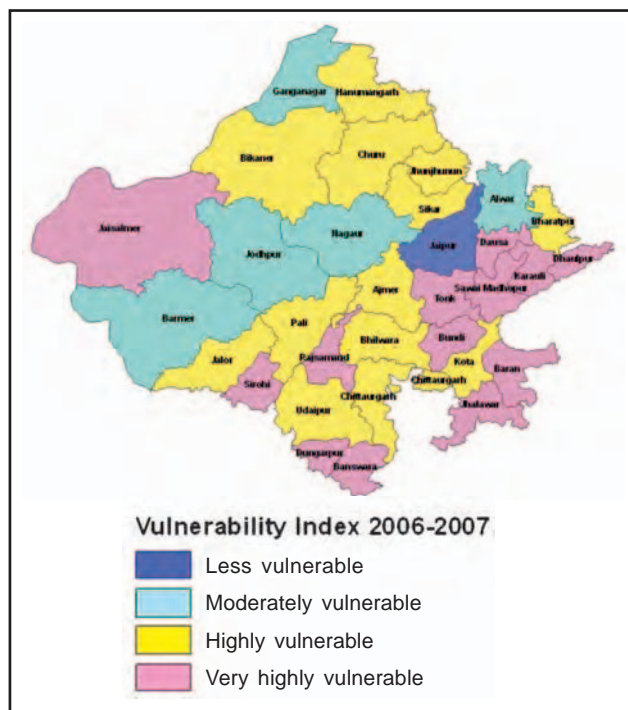 Ganganagar
Hanumangarh
Bikaner
Churu
Jhunjhunun
Sikar
Alwar
Bharatpur
Jaisalmer
Jodhpur
Nagaur
Jaipur
Dausa
Dhaulpur
Karauli
Sawai Madhopur
Ajmer
Tonk
Barmer
Pali
Bhilwara
Bundi
Jalor
Rajsamand
Kota
Baran
Sirohi
Chittaurgarh
Chittaurgarh
Jhalawar
Udaipur
Dungarpur
Banswara
Vulnerability Index 2006-2007
Less vulnerable
Moderately vulnerable
Highly vulnerable
Very highly vulnerable